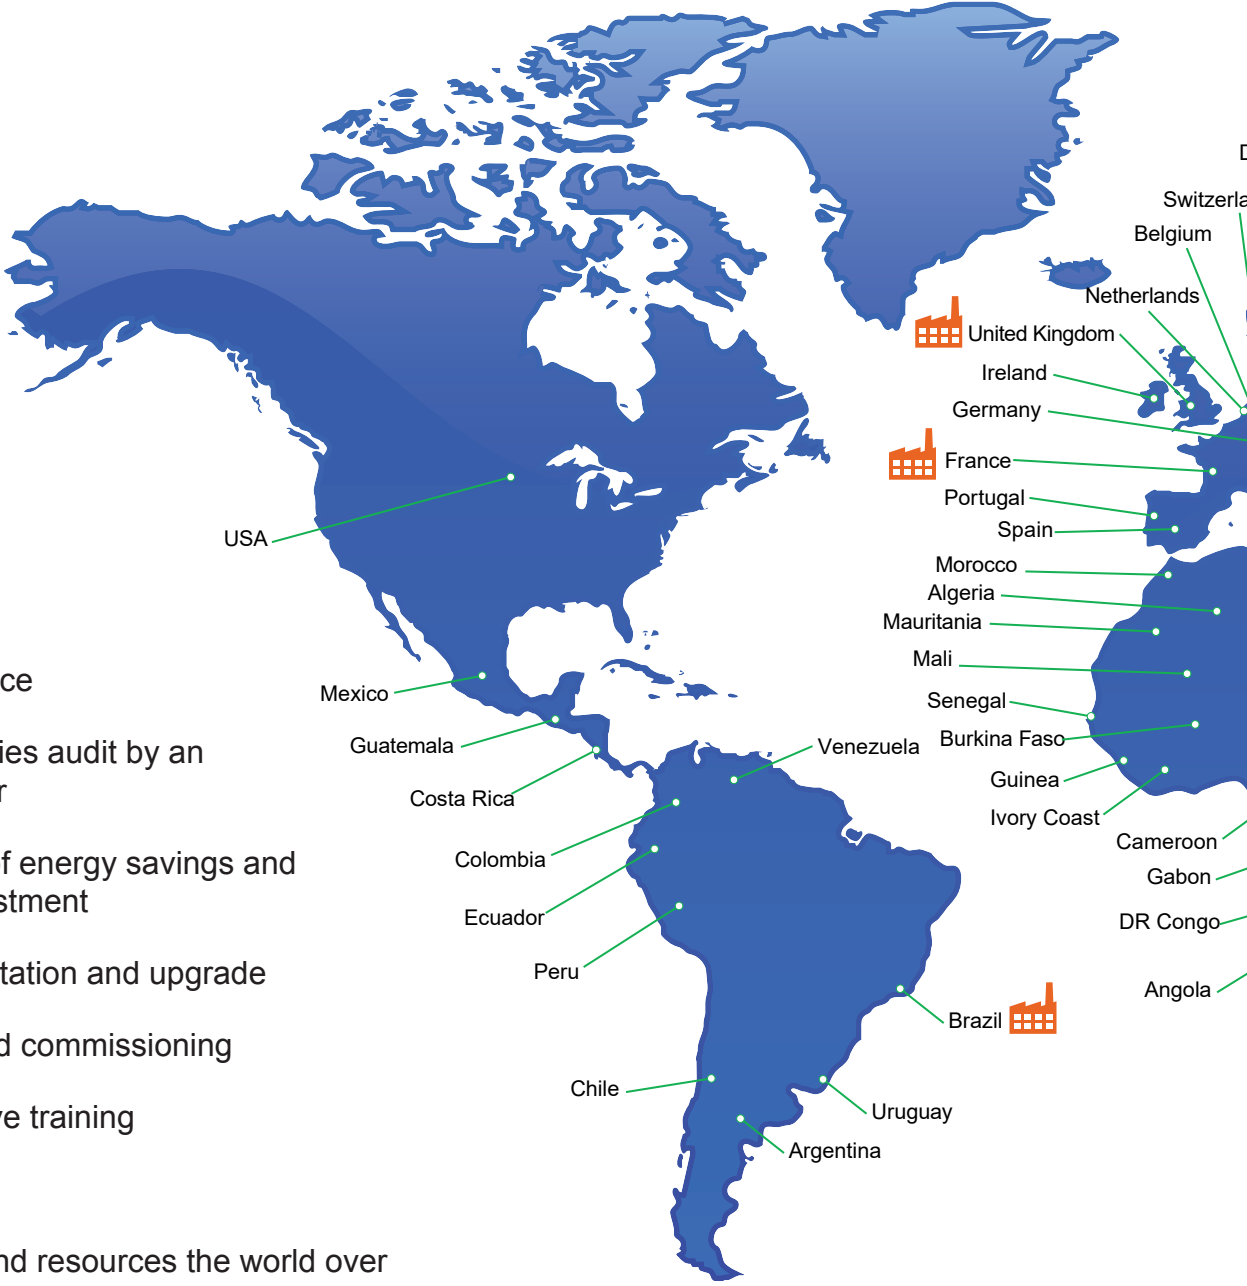 Switzerla
Belgium
Netherlands
United Kingdom
Ireland
Germany
France
Portugal
Spain
USA
Morocco
Algeria
Mauritania
Mali
Mexico
Senegal
Guatemala
Burkina Faso
Venezuela
Guinea
Costa Rica
Ivory Coast
Colombia
Cameroon
Gabon
Ecuador
DR Congo
Peru
Angola
Brazil
Chile
Uruguay
Argentina
ce
ies audit by an
r
of energy savings and
stment
tation and upgrade
d commissioning
ve training
nd resources the world over